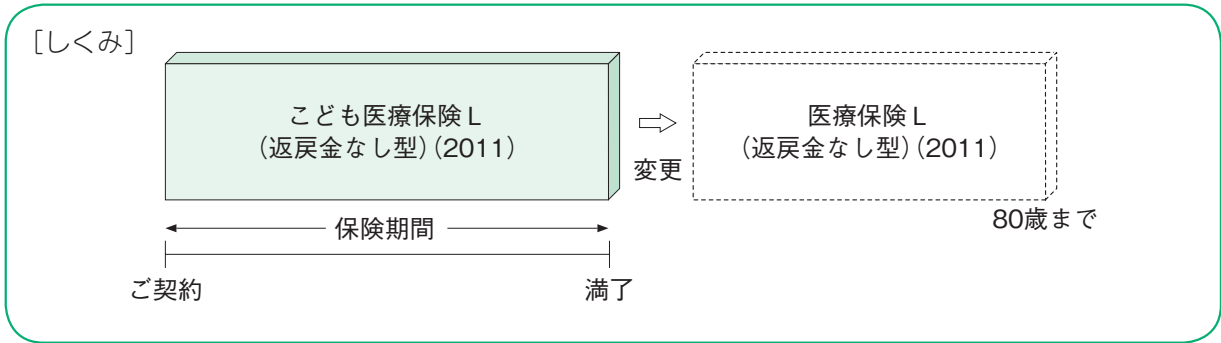 [しくみ]
こども医療保険L
（返戻金なし型）（2011）
変更
医療保険L
（返戻金なし型）（2011）
80歳まで
保険期間
ご契約
満了